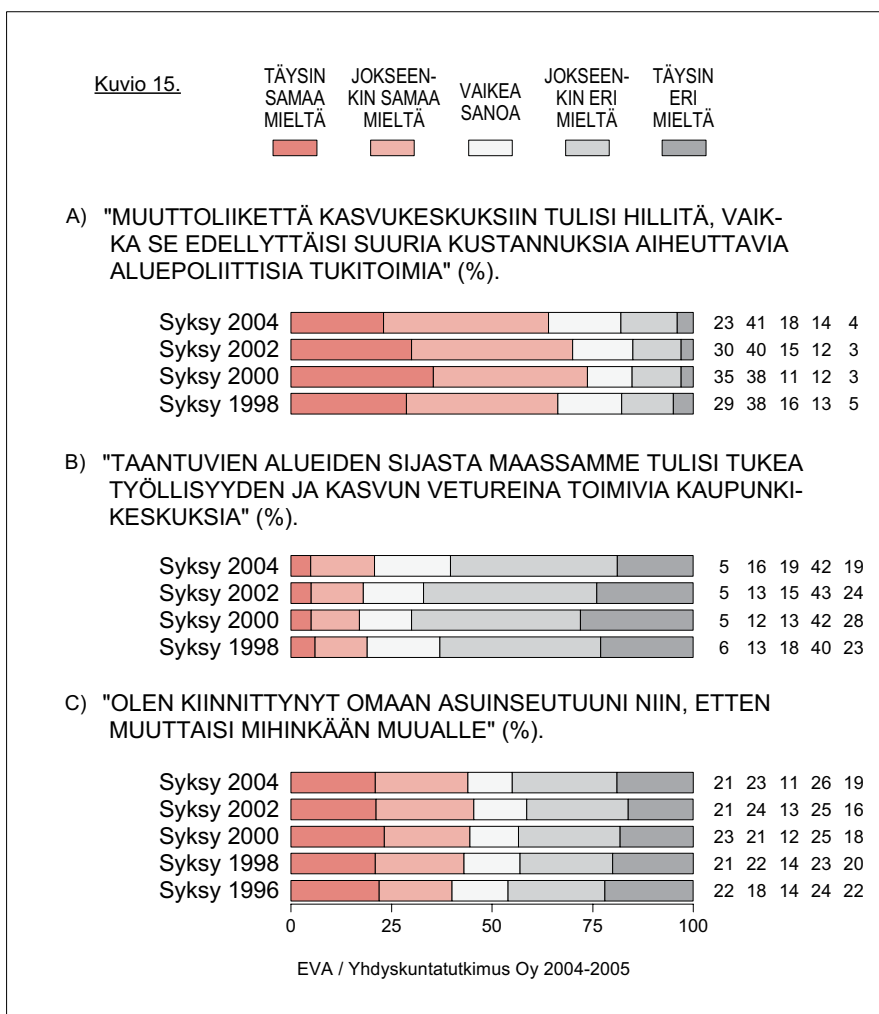 Kuvio 15.
TÄYSIN SAMAA MIELTÄ
JOKSEEN-KIN SAMAA MIELTÄ
VAIKEA SANOA
JOKSEEN-KIN ERI MIELTÄ
TÄYSIN ERI MIELTÄ
A) "MUUTTOLIIKETTÄ KASVUKESKUKSIIN TULISI HILLITÄ, VAIK-
KA SE EDELLYTTÄISI SUURIA KUSTANNUKSIA AIHEUTTAVIA
ALUEPOLIITTISIA TUKITOIMIA" (%).
Syksy 2004 23 41 18 14 4
Syksy 2002 30 40 15 12 3
Syksy 2000 35 38 11 12 3
Syksy 1998 29 38 16 13 5
B) "TAANTUVIEN ALUEIDEN SIJASTA MAASSAMME TULISI TUKEA
TYÖLLISYYDEN JA KASVUN VETUREINA TOIMIVIA KAUPUNKI-
KESKUKSIA" (%).
Syksy 2004 5 16 19 42 19
Syksy 2002 5 13 15 43 24
Syksy 2000 5 12 13 42 28
Syksy 1998 6 13 18 40 23
C) "OLEN KIINNITTYNYT OMAAN ASUINSEUTUUNI NIIN, ETTEN
MUUTTAISI MIHINKÄÄN MUUALLE" (%).
Syksy 2004 21 23 11 26 19
Syksy 2002 21 24 13 25 16
Syksy 2000 23 21 12 25 18
Syksy 1998 21 22 14 23 20
Syksy 1996 22 18 14 24 22
0 25 50 75 100
EVA / Yhdyskuntatutkimus Oy 2004-2005